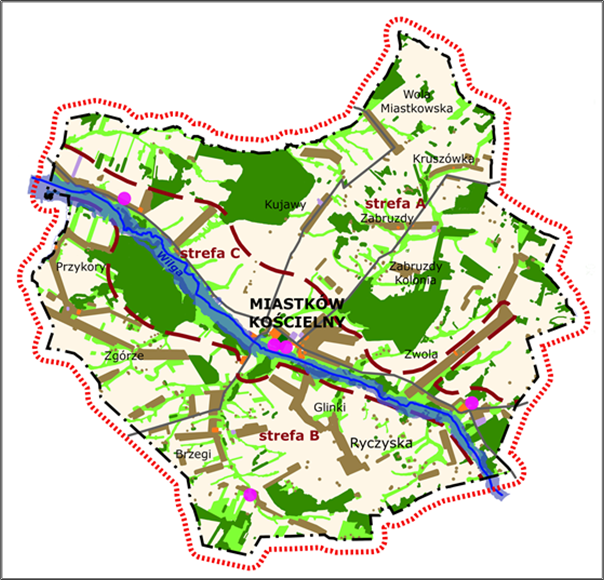 Wola
Miastkowska
Kruszówka
Kujawy
strefa A
Zabruzdy
strefa C
Wilga
Przykory
Zabruzdy
Kolonia
MIASTKÓW
KOŚCIELNY
Zgórze
Zwola
Glinki
strefa B
Ryczyska
Brzegi